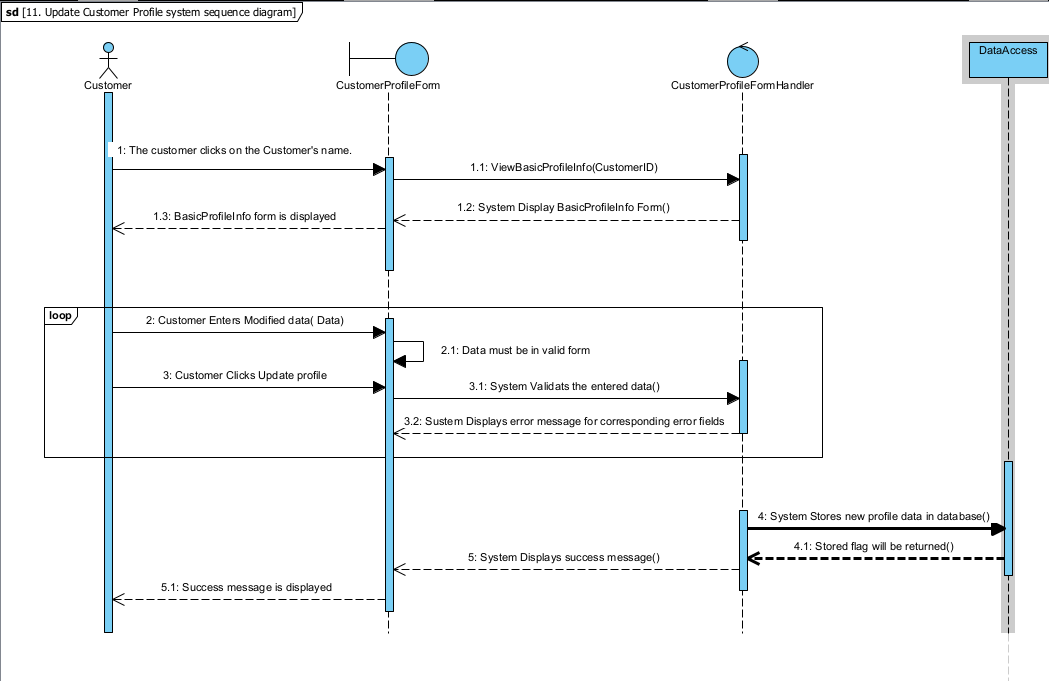 sd [11. Update Customer Profile system sequence diagram]
DataAccess
Customer
CustomerProfileForm
CustomerProfileFormHandler
1: The customer clicks on the Customer's name.
1.1: ViewBasicProfileInfo(CustomerID)
1.2: System Display BasicProfileInfo Form()
1.3: BasicProfileInfo form is displayed
loop
2: Customer Enters Modified data( Data)
2.1: Data must be in valid form
3: Customer Clicks Update profile
3.1: System Validats the entered data()
3.2: Sustem Displays error message for corresponding error fields
4: System Stores new profile data in database()
4.1: Stored flag will be returned()
5: System Displays success message()
5.1: Success message is displayed